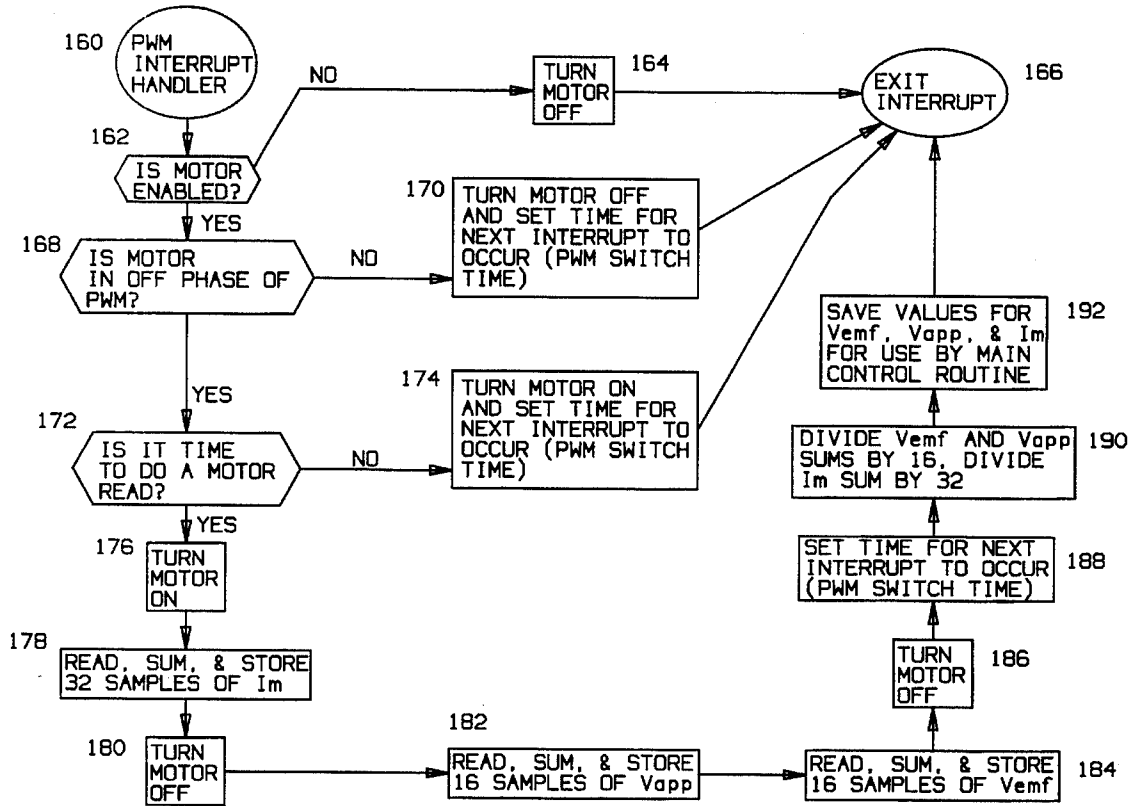 160
PWM
INTERRUPT
HANDLER
NO
TURN
MOTOR
OFF
164
EXIT
INTERRUPT
166
162
IS MOTOR
ENABLED?
YES
168
IS MOTOR
IN OFF PHASE OF
PWM?
NO
170
TURN MOTOR OFF
AND SET TIME FOR
NEXT INTERRUPT TO
OCCUR (PWM SWITCH
TIME)
YES
172
IS IT TIME
TO DO A MOTOR
READ?
NO
174
TURN MOTOR ON
AND SET TIME FOR
NEXT INTERRUPT TO
OCCUR (PWM SWITCH
TIME)
YES
176
TURN
MOTOR
ON
178
READ, SUM, & STORE
32 SAMPLES OF Im
180
TURN
MOTOR
OFF
182
READ, SUM, & STORE
16 SAMPLES OF Vapp
READ, SUM, & STORE
16 SAMPLES OF Vemf
184
TURN
MOTOR
OFF
186
SET TIME FOR NEXT
INTERRUPT TO OCCUR
(PWM SWITCH TIME)
188
DIVIDE Vemf AND Vapp
SUMS BY 16, DIVIDE
Im SUM BY 32
190
SAVE VALUES FOR
Vemf, Vapp, & Im
FOR USE BY MAIN
CONTROL ROUTINE
192